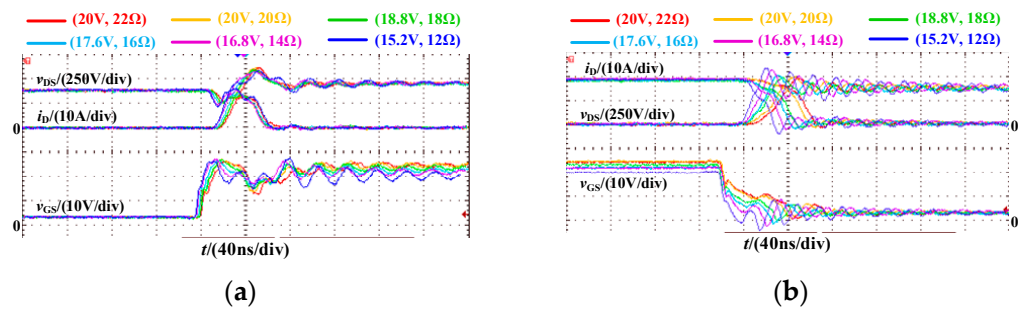 (20V, 22Ω) (20V, 20Ω) (18.8V, 18Ω)
(17.6V, 16Ω) (16.8V, 14Ω) (15.2V, 12Ω)
vDS/(250V/div)
0
iD/(10A/div)
vGS/(10V/div)
0
t/(40ns/div)
(a)
(20V, 22Ω) (20V, 20Ω) (18.8V, 18Ω)
(17.6V, 16Ω) (16.8V, 14Ω) (15.2V, 12Ω)
iD/(10A/div)
vDS/(250V/div)
0
vGS/(10V/div)
0
t/(40ns/div)
(b)